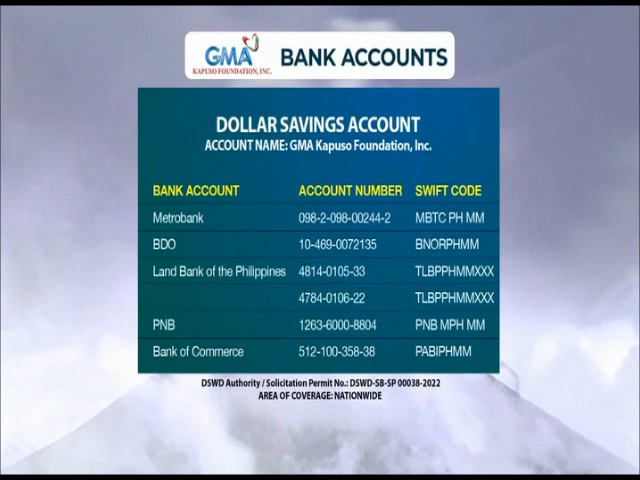 GMA
KAPUSO FOUNDATION, INC.
BANK ACCOUNTS
DOLLAR SAVINGS ACCOUNT
ACCOUNT NAME: GMA Kapuso Foundation, Inc.
BANK ACCOUNT ACCOUNT NUMBER SWIFT CODE
Metrobank 098-2-098-00244-2 MBTC PH MM
BDO 10-469-0072135 BNORPHMM
Land Bank of the Philippines 4814-0105-33 TLBPPHMMXXX
4784-0106-22 TLBPPHMMXXX
PNB 1263-6000-8804 PNB MPH MM
Bank of Commerce 512-100-358-38 PABIPHMM
DSWD Authority / Solicitation Permit No.: DSWD-SB-SP 00038-2022
AREA OF COVERAGE: NATIONWIDE